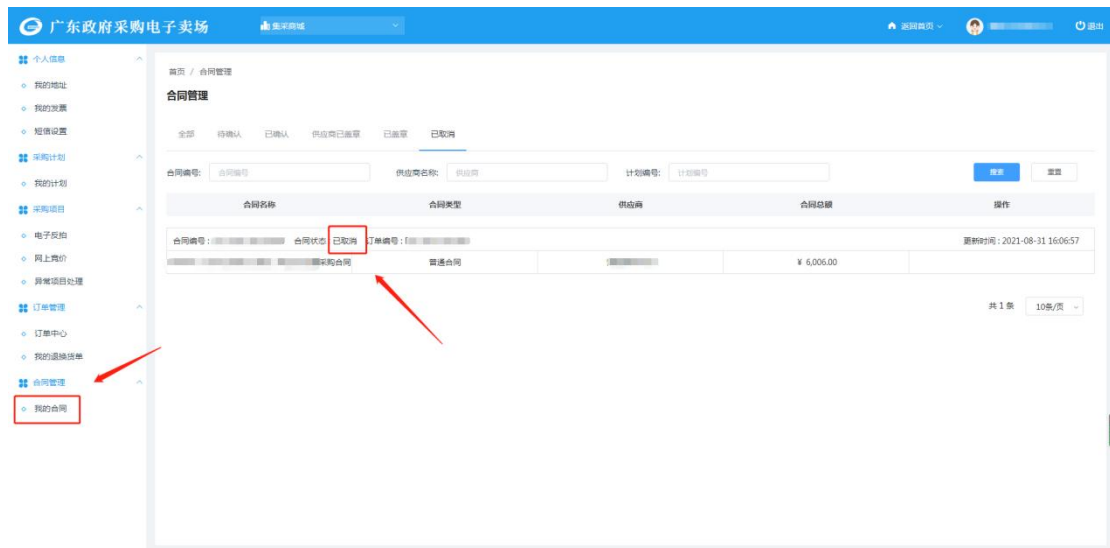 广东政府采购电子卖场 集采商城 返回首页 退出
个人信息
我的地址
我的发票
短信设置
采购计划
我的计划
采购项目
电子反拍
网上竞价
异常项目处理
订单管理
订单中心
我的退换货单
合同管理
我的合同
首页 / 合同管理
合同管理
全部 待确认 已确认 供应商已盖章 已盖章 已取消
合同编号: 合同编号 供应商名称: 供应商 计划编号: 计划编号 搜索 重置
合同名称 合同类型 供应商 合同总额 操作
合同编号: 合同状态: 已取消 订单编号: 更新时间:2021-08-31 16:06:57
采购合同 普通合同 ¥ 6,006.00
共 1 条 10条/页